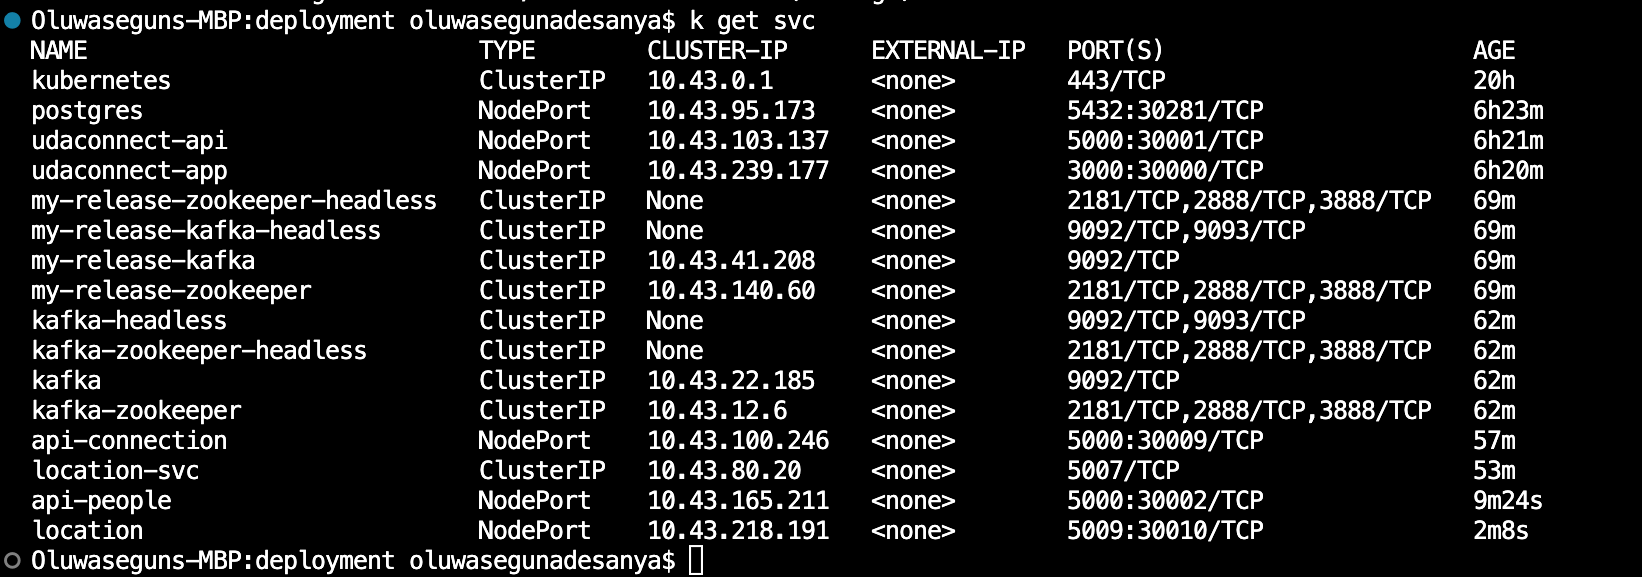 Oluwaseguns-MBP:deployment oluwasegunadesanya$ k get svc
NAME TYPE CLUSTER-IP EXTERNAL-IP PORT(S) AGE
kubernetes ClusterIP 10.43.0.1 <none> 443/TCP 20h
postgres NodePort 10.43.95.173 <none> 5432:30281/TCP 6h23m
udaconnect-api NodePort 10.43.103.137 <none> 5000:30001/TCP 6h21m
udaconnect-app NodePort 10.43.239.177 <none> 3000:30000/TCP 6h20m
my-release-zookeeper-headless ClusterIP None <none> 2181/TCP,2888/TCP,3888/TCP 69m
my-release-kafka-headless ClusterIP None <none> 9092/TCP,9093/TCP 69m
my-release-kafka ClusterIP 10.43.41.208 <none> 9092/TCP 69m
my-release-zookeeper ClusterIP 10.43.140.60 <none> 2181/TCP,2888/TCP,3888/TCP 69m
kafka-headless ClusterIP None <none> 9092/TCP,9093/TCP 62m
kafka-zookeeper-headless ClusterIP None <none> 2181/TCP,2888/TCP,3888/TCP 62m
kafka ClusterIP 10.43.22.185 <none> 9092/TCP 62m
kafka-zookeeper ClusterIP 10.43.12.6 <none> 2181/TCP,2888/TCP,3888/TCP 62m
api-connection NodePort 10.43.100.246 <none> 5000:30009/TCP 57m
location-svc ClusterIP 10.43.80.20 <none> 5007/TCP 53m
api-people NodePort 10.43.165.211 <none> 5000:30002/TCP 9m24s
location NodePort 10.43.218.191 <none> 5009:30010/TCP 2m8s
Oluwaseguns-MBP:deployment oluwasegunadesanya$